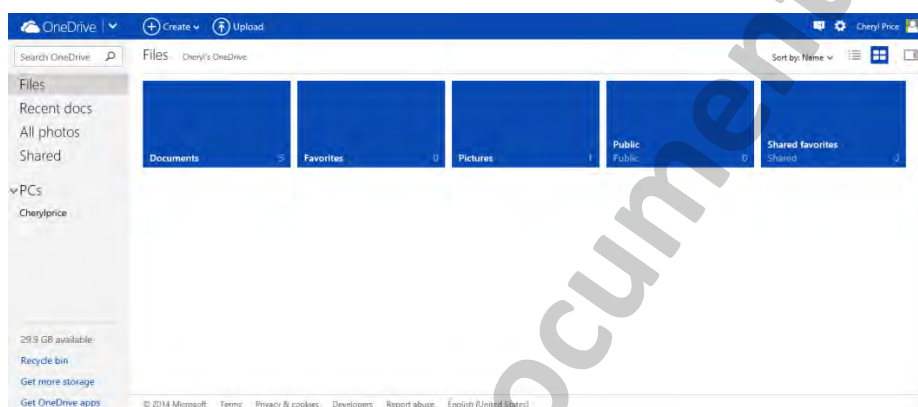 OneDrive
Create
Upload
Cheryl Price
Search OneDrive
Files
Cheryl's OneDrive
Sort by: Name
Files
Recent docs
All photos
Shared
PCs
Cherylprice
Documents 5
Favorites 0
Pictures 1
Public
Public 0
Shared favorites
Shared 0
29.9 GB available
Recycle bin
Get more storage
Get OneDrive apps
© 2014 Microsoft Terms Privacy & cookies Developers Report abuse English (United States)
ocument